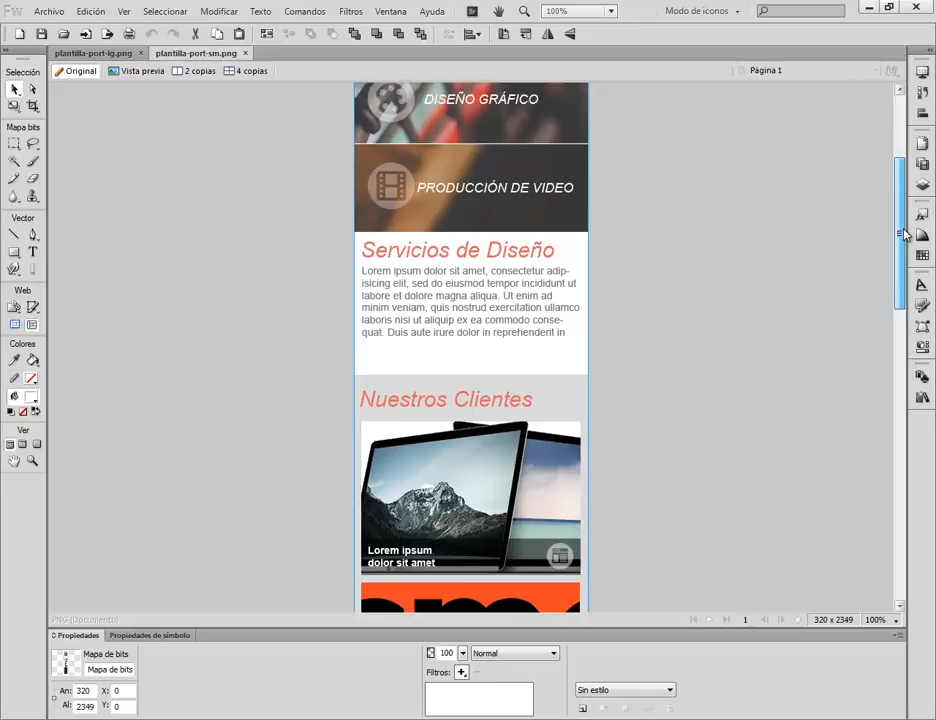 Fw Archivo Edición Ver Seleccionar Modificar Texto Comandos Filtros Ventana Ayuda Br 100% Modo de iconos
plantilla-port-lg.png × plantilla-port-sm.png ×
Original Vista previa 2 copias 4 copias Página 1
Selección
Mapa bits
Vector
T
Web
Colores
Ver
DISEÑO GRÁFICO
PRODUCCIÓN DE VIDEO
Servicios de Diseño
Lorem ipsum dolor sit amet, consectetur adip-
isicing elit, sed do eiusmod tempor incididunt ut
labore et dolore magna aliqua. Ut enim ad
minim veniam, quis nostrud exercitation ullamco
laboris nisi ut aliquip ex ea commodo conse-
quat. Duis aute irure dolor in reprehenderit in
Nuestros Clientes
Lorem ipsum
dolor sit amet
PNG (Documento) 1 320 x 2349 100%
Propiedades Propiedades de símbolo
Mapa de bits
Mapa de bits
100 Normal
Filtros:
Sin estilo
An: 320 X: 0
Al: 2349 Y: 0